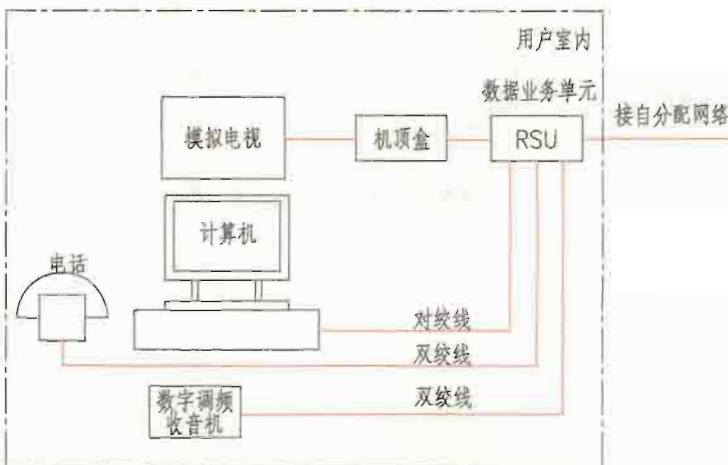 用户室内
数据业务单元
接自分配网络
模拟电视
机顶盒
RSU
计算机
电话
对绞线
双绞线
数字调频
收音机
双绞线